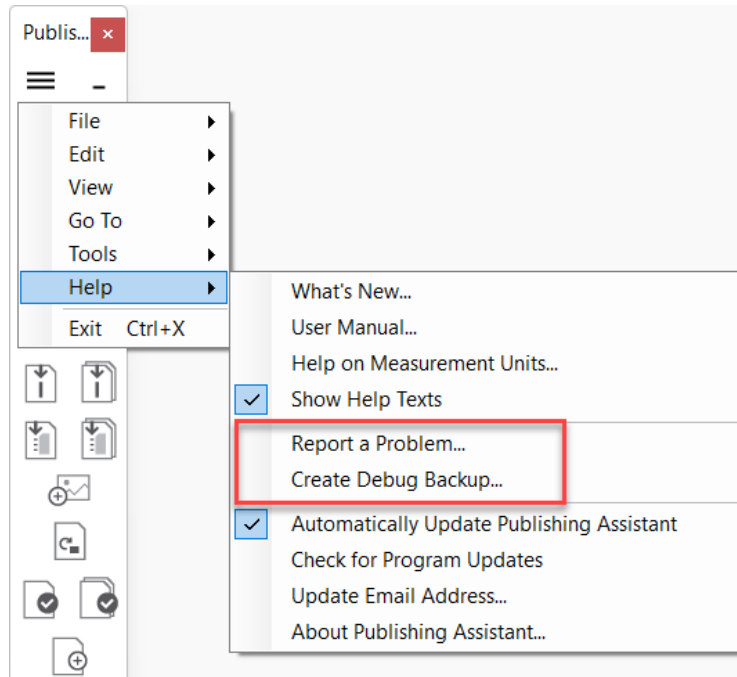 Publis...
File
Edit
View
Go To
Tools
Help
Exit Ctrl+X
What's New...
User Manual...
Help on Measurement Units...
Show Help Texts
Report a Problem...
Create Debug Backup...
Automatically Update Publishing Assistant
Check for Program Updates
Update Email Address...
About Publishing Assistant...